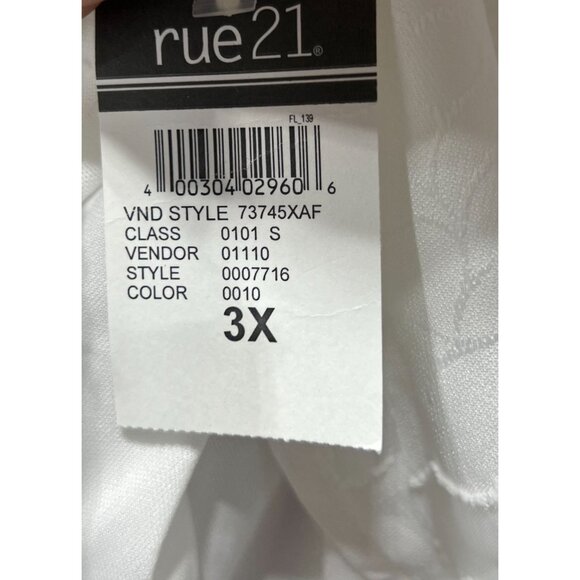 rue21®
FL_139
4 00304 02960 6
VND STYLE 73745XAF
CLASS 0101 S
VENDOR 01110
STYLE 0007716
COLOR 0010
3X